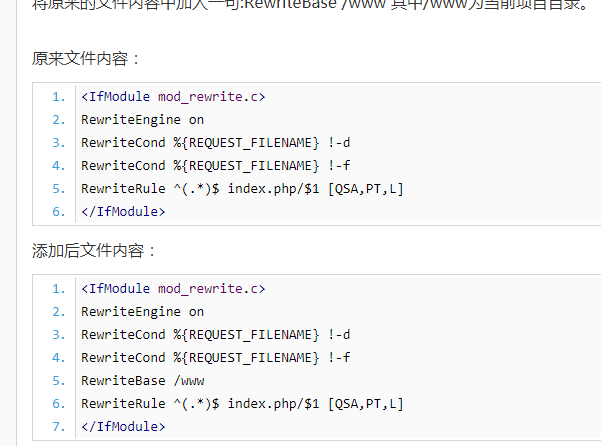 将原来的文件内容中加入一句:RewriteBase /www 其中/www为当前项目目录。
原来文件内容：
1. <IfModule mod_rewrite.c>
2. RewriteEngine on
3. RewriteCond %{REQUEST_FILENAME} !-d
4. RewriteCond %{REQUEST_FILENAME} !-f
5. RewriteRule ^(.*)$ index.php/$1 [QSA,PT,L]
6. </IfModule>
添加后文件内容：
1. <IfModule mod_rewrite.c>
2. RewriteEngine on
3. RewriteCond %{REQUEST_FILENAME} !-d
4. RewriteCond %{REQUEST_FILENAME} !-f
5. RewriteBase /www
6. RewriteRule ^(.*)$ index.php/$1 [QSA,PT,L]
7. </IfModule>